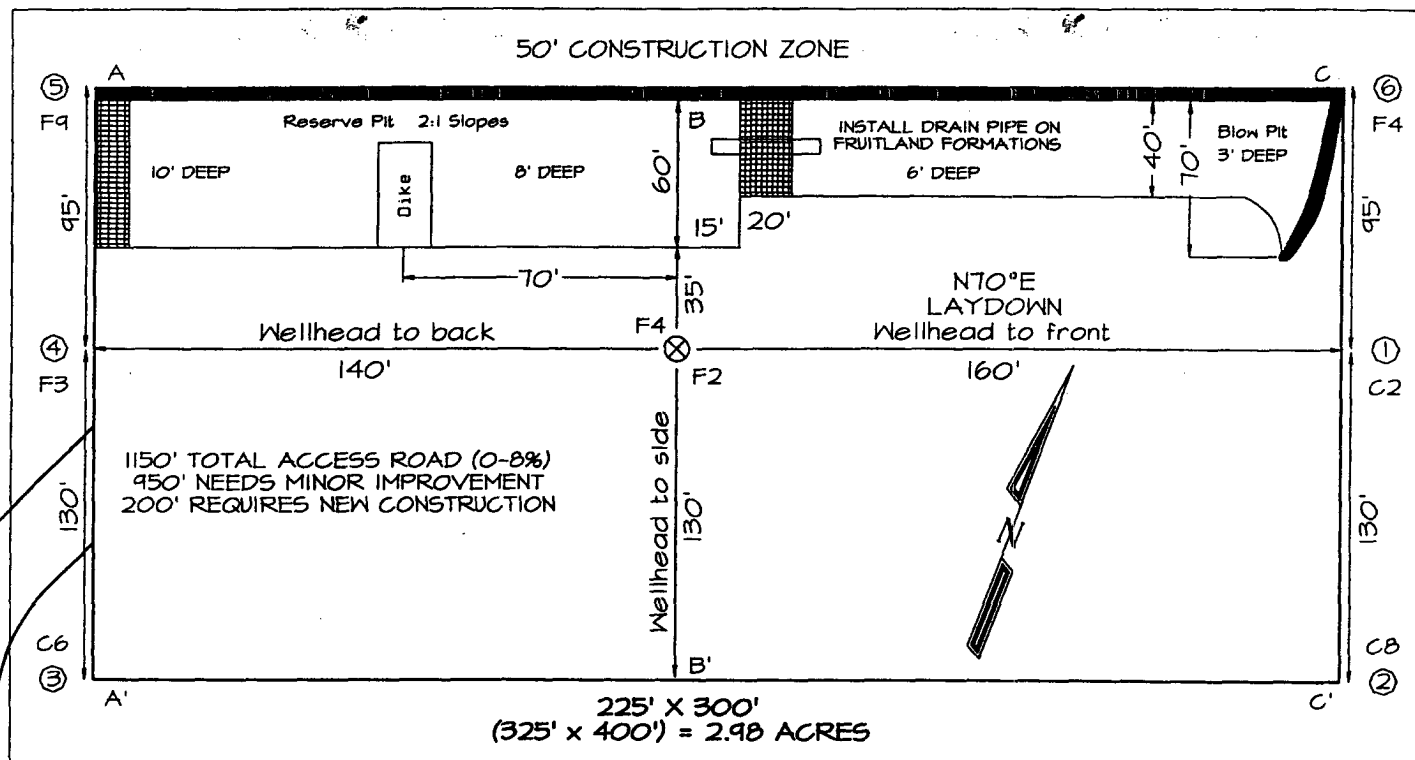 50' CONSTRUCTION ZONE
A
C
5
6
F9
F4
Reserve Pit 2:1 Slopes
B
INSTALL DRAIN PIPE ON
FRUITLAND FORMATIONS
Blow Pit
3' DEEP
10' DEEP
8' DEEP
6' DEEP
60'
40'
70'
Dike
95'
95'
15'
20'
70'
35'
N70°E
LAYDOWN
Wellhead to back
F4
Wellhead to front
4
1
F3
140'
F2
160'
C2
1150' TOTAL ACCESS ROAD (0-8%)
950' NEEDS MINOR IMPROVEMENT
200' REQUIRES NEW CONSTRUCTION
130'
Wellhead to side
130'
N
130'
C6
C8
3
B'
2
A'
C'
225' X 300'
(325' x 400') = 2.98 ACRES